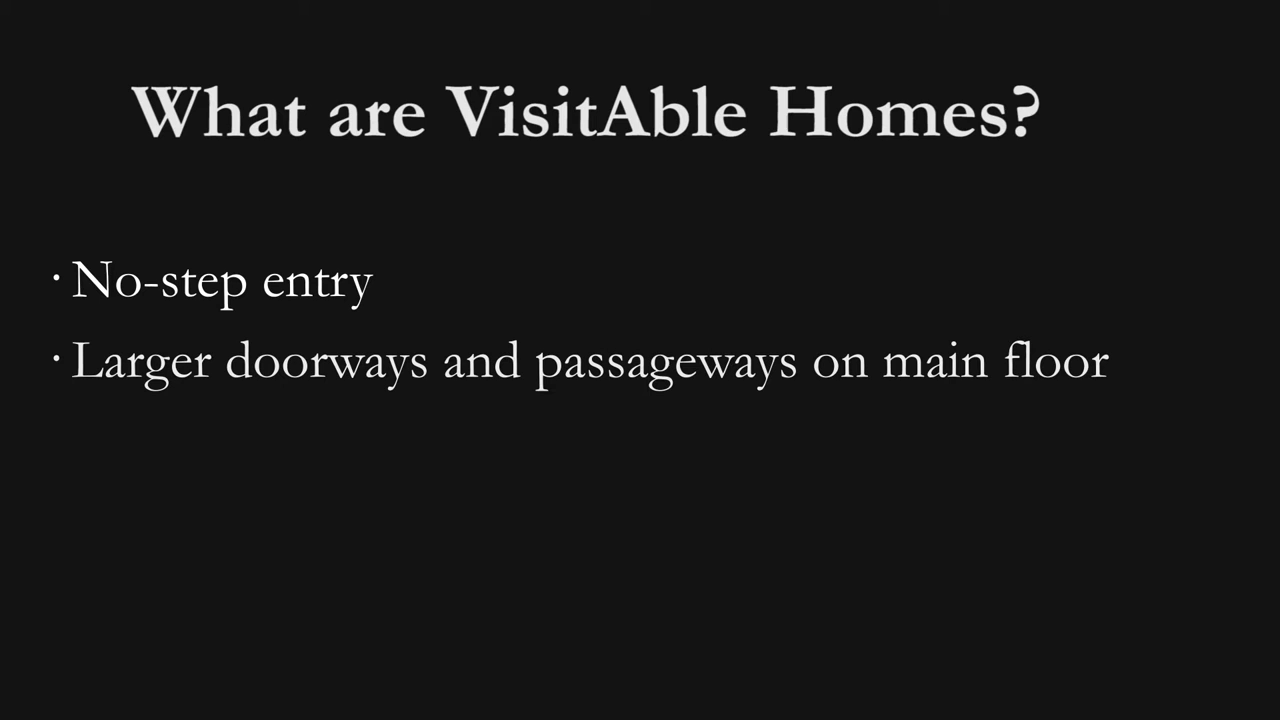 What are VisitAble Homes?
· No-step entry
· Larger doorways and passageways on main floor